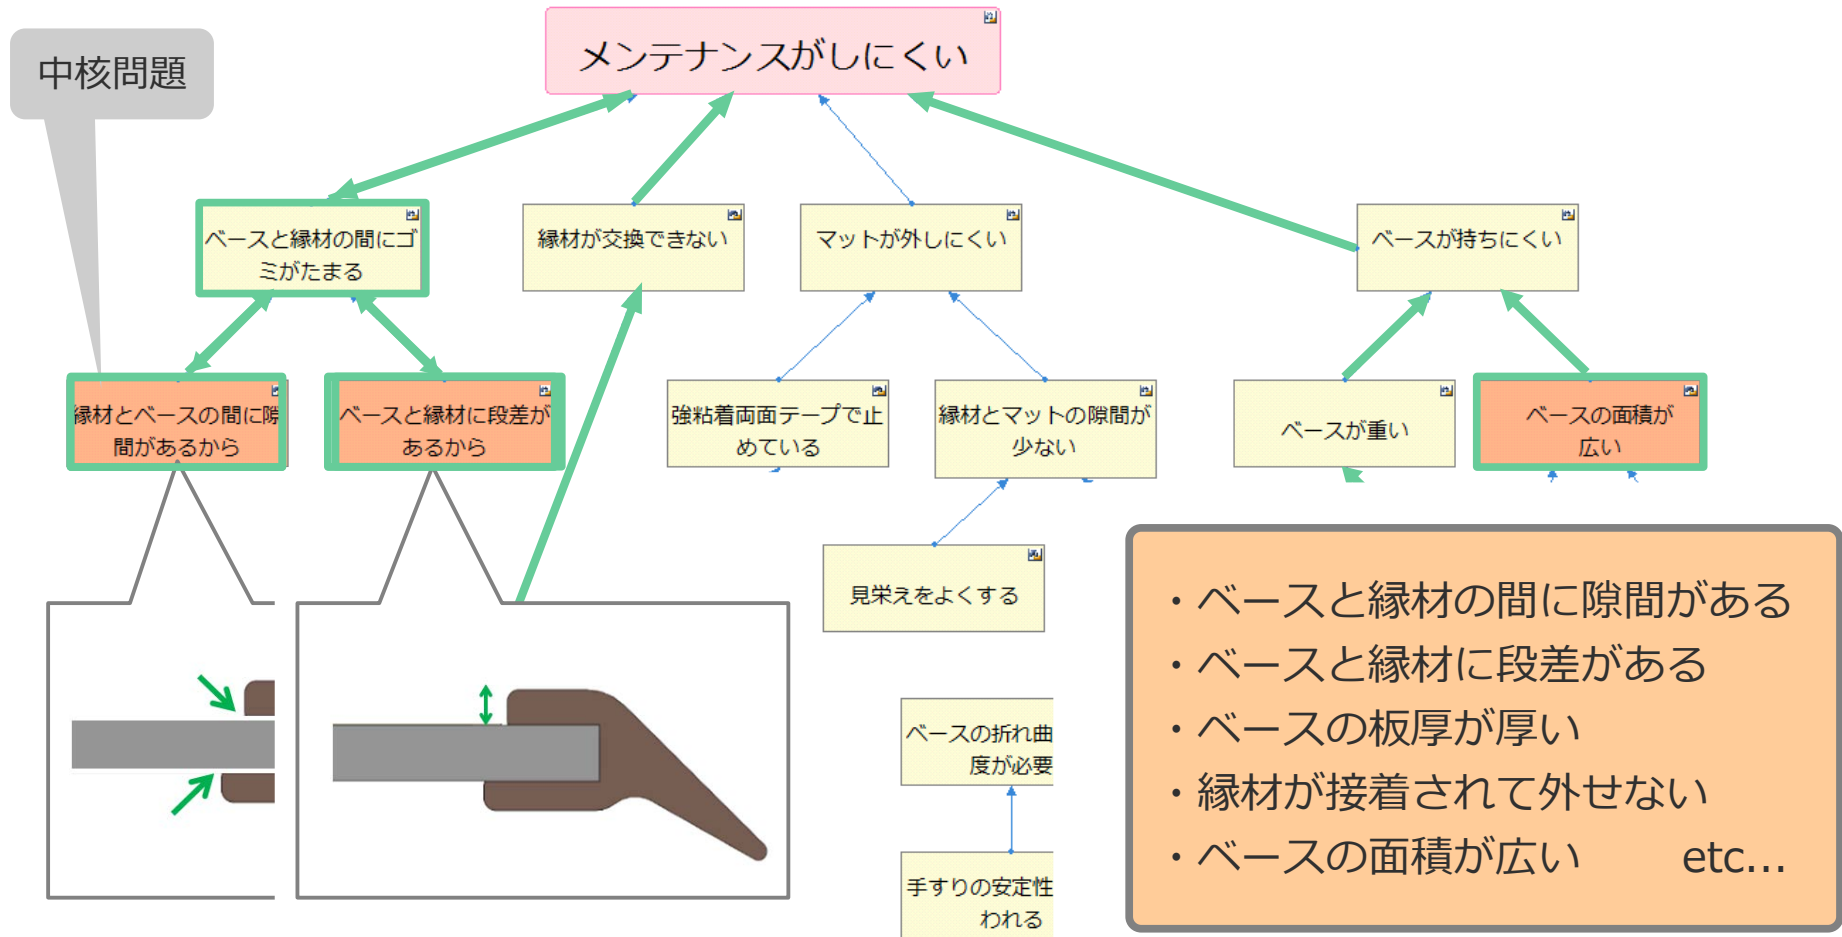 メンテナンスがしにくい
中核問題
ベースと縁材の間にゴ
ミがたまる
縁材が交換できない
マットが外しにくい
ベースが持ちにくい
縁材とベースの間に隙
間があるから
ベースと縁材に段差が
あるから
強粘着両面テープで止
めている
縁材とマットの隙間が
少ない
ベースが重い
ベースの面積が
広い
見栄えをよくする
ベースの折れ曲
度が必要
手すりの安定性
われる
・ベースと縁材の間に隙間がある
・ベースと縁材に段差がある
・ベースの板厚が厚い
・縁材が接着されて外せない
・ベースの面積が広い etc…